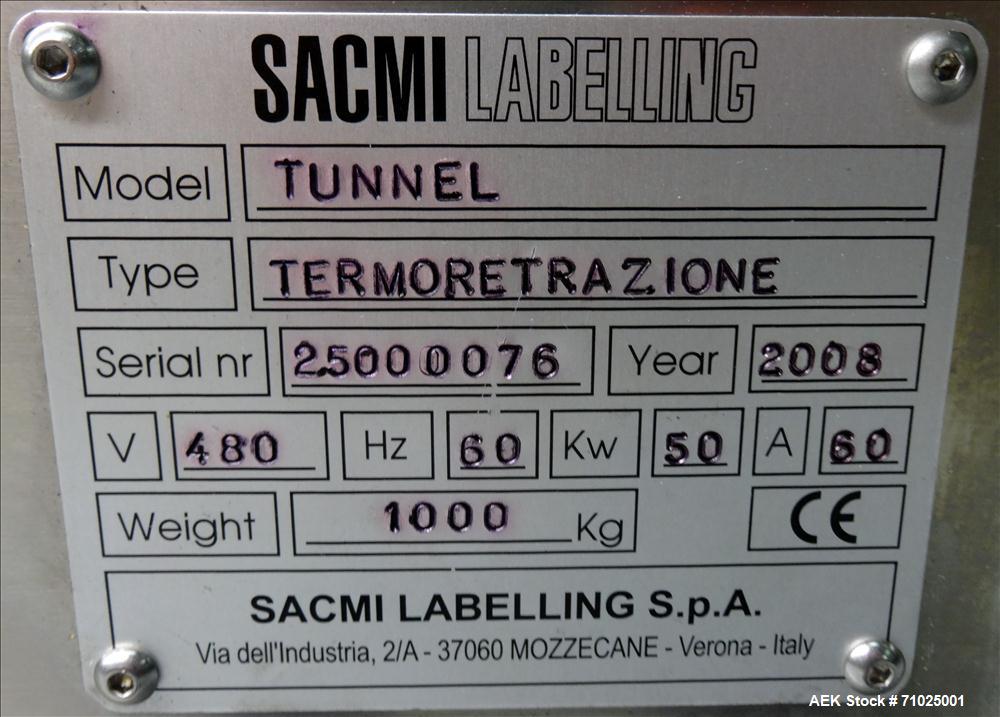 SACMI LABELLING
Model TUNNEL
Type TERMORETRAZIONE
Serial nr 25000076 Year 2008
V 480 Hz 60 Kw 50 A 60
Weight 1000 Kg CE
SACMI LABELLING S.p.A.
Via dell'Industria, 2/A - 37060 MOZZECANE - Verona - Italy
AEK Stock # 71025001